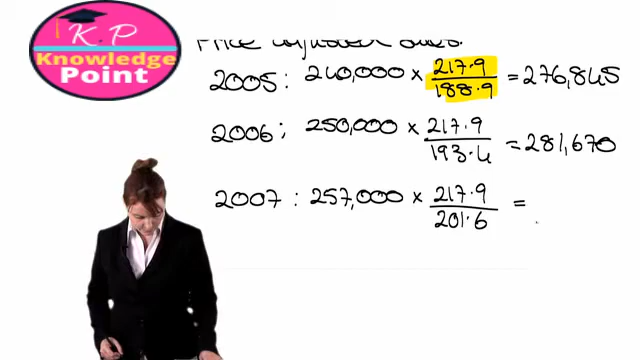 K.P
Knowledge
Point
2005 : 240,000 × 217.9 / 188.9 = 276,845
2006 : 250,000 × 217.9 / 193.4 = 281,670
2007 : 257,000 × 217.9 / 201.6 =